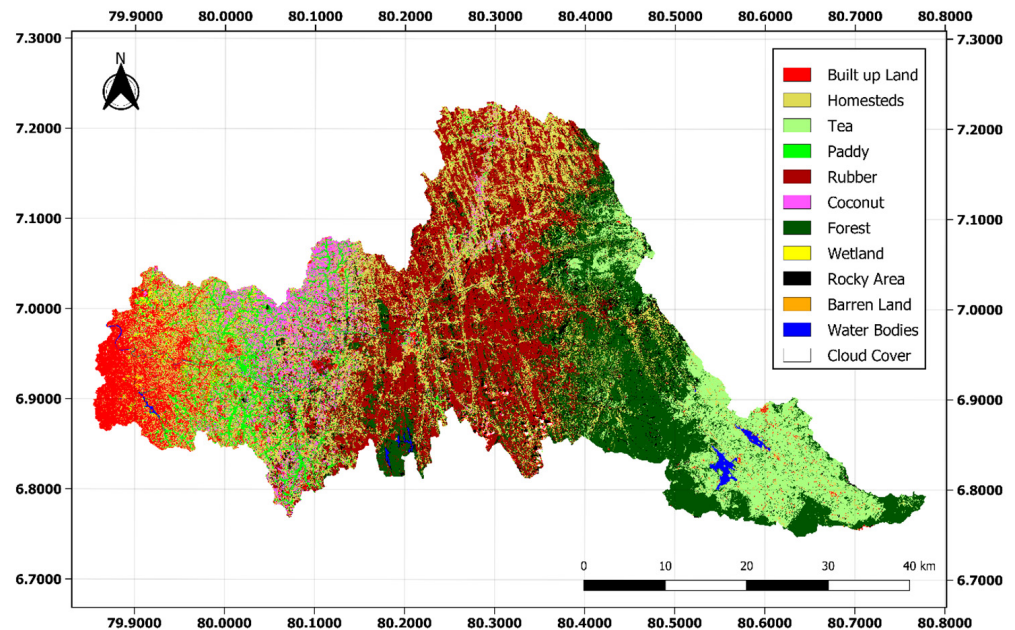 79.9000 80.0000 80.1000 80.2000 80.3000 80.4000 80.5000 80.6000 80.7000 80.8000
7.3000 7.3000
N
Built up Land
Homesteds
Tea
7.2000 7.2000
Paddy
Rubber
Coconut
7.1000 7.1000
Forest
Wetland
Rocky Area
7.0000 7.0000
Barren Land
Water Bodies
Cloud Cover
6.9000 6.9000
6.8000 6.8000
0 10 20 30 40 km
6.7000 6.7000
79.9000 80.0000 80.1000 80.2000 80.3000 80.4000 80.5000 80.6000 80.7000 80.8000